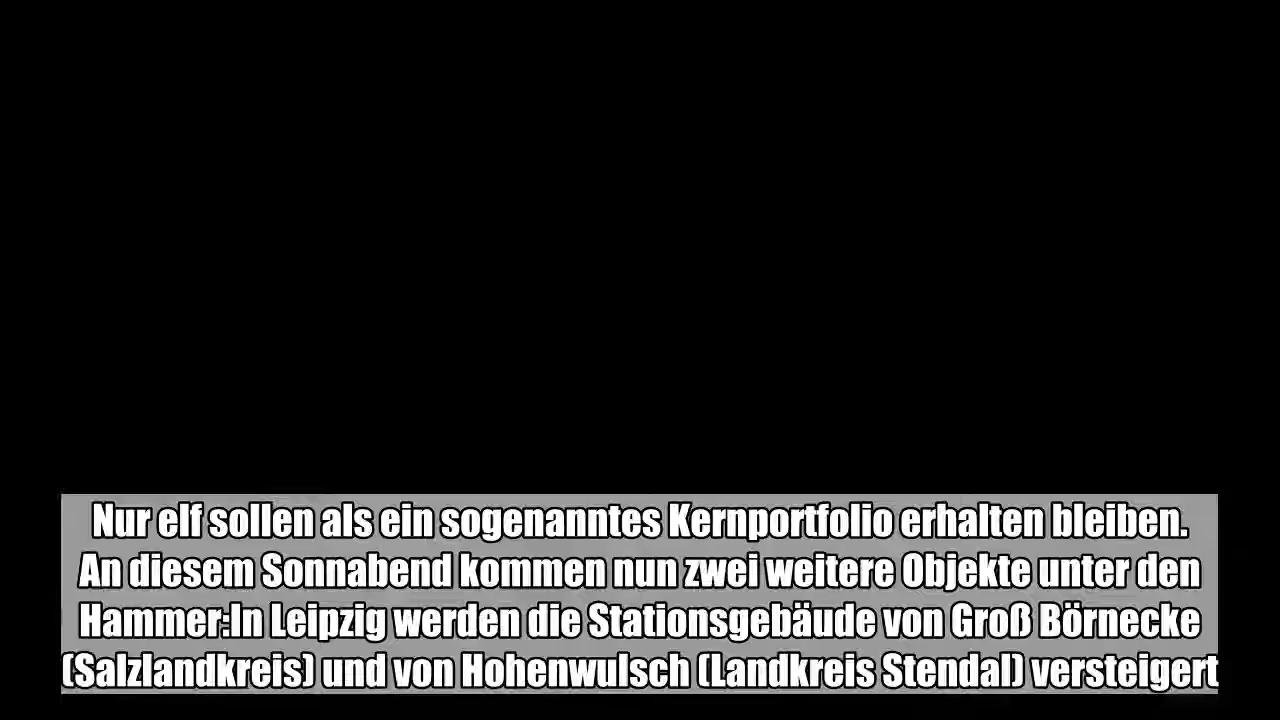 Nur elf sollen als ein sogenanntes Kernportfolio erhalten bleiben.
An diesem Sonnabend kommen nun zwei weitere Objekte unter den
Hammer:In Leipzig werden die Stationsgebäude von Groß Börnecke
(Salzlandkreis) und von Hohenwulsch (Landkreis Stendal) versteigert